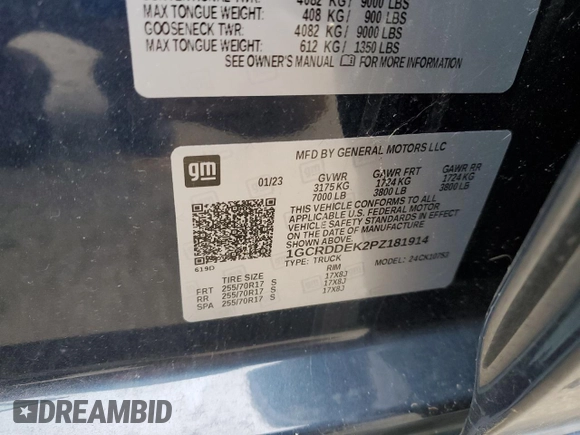 4082 KG/ 9000 LBS
MAX TONGUE WEIGHT: 408 KG/ 900 LBS
GOOSENECK TWR: 4082 KG/ 9000 LBS
MAX TONGUE WEIGHT: 612 KG/ 1350 LBS
SEE OWNER'S MANUAL FOR MORE INFORMATION
gm
MFD BY GENERAL MOTORS LLC
01/23 GVWR GAWR FRT GAWR RR
3175 KG 1724 KG 1724 KG
7000 LB 3800 LB 3800 LB
THIS VEHICLE CONFORMS TO ALL
APPLICABLE U.S. FEDERAL MOTOR
VEHICLE SAFETY STANDARDS IN
EFFECT ON THE DATE OF
MANUFACTURE SHOWN ABOVE.
1GCRDDEK2PZ181914
619D
TYPE: TRUCK MODEL: 24CK10753
TIRE SIZE RIM
FRT 255/70R17 S 17X8J
RR 255/70R17 S 17X8J
SPA 255/70R17 S 17X8J
DREAMBID